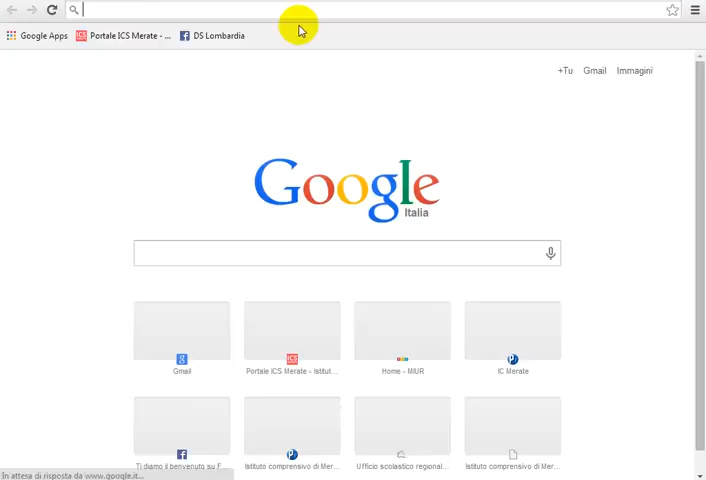 Google Apps Portale ICS Merate - ... DS Lombardia
+Tu Gmail Immagini
Google
Italia
Gmail Portale ICS Merate - Istitut... Home - MIUR IC Merate
Ti diamo il benvenuto su F... Istituto comprensivo di Mer... Ufficio scolastico regional... Istituto comprensivo di Mer...
In attesa di risposta da www.google.it...